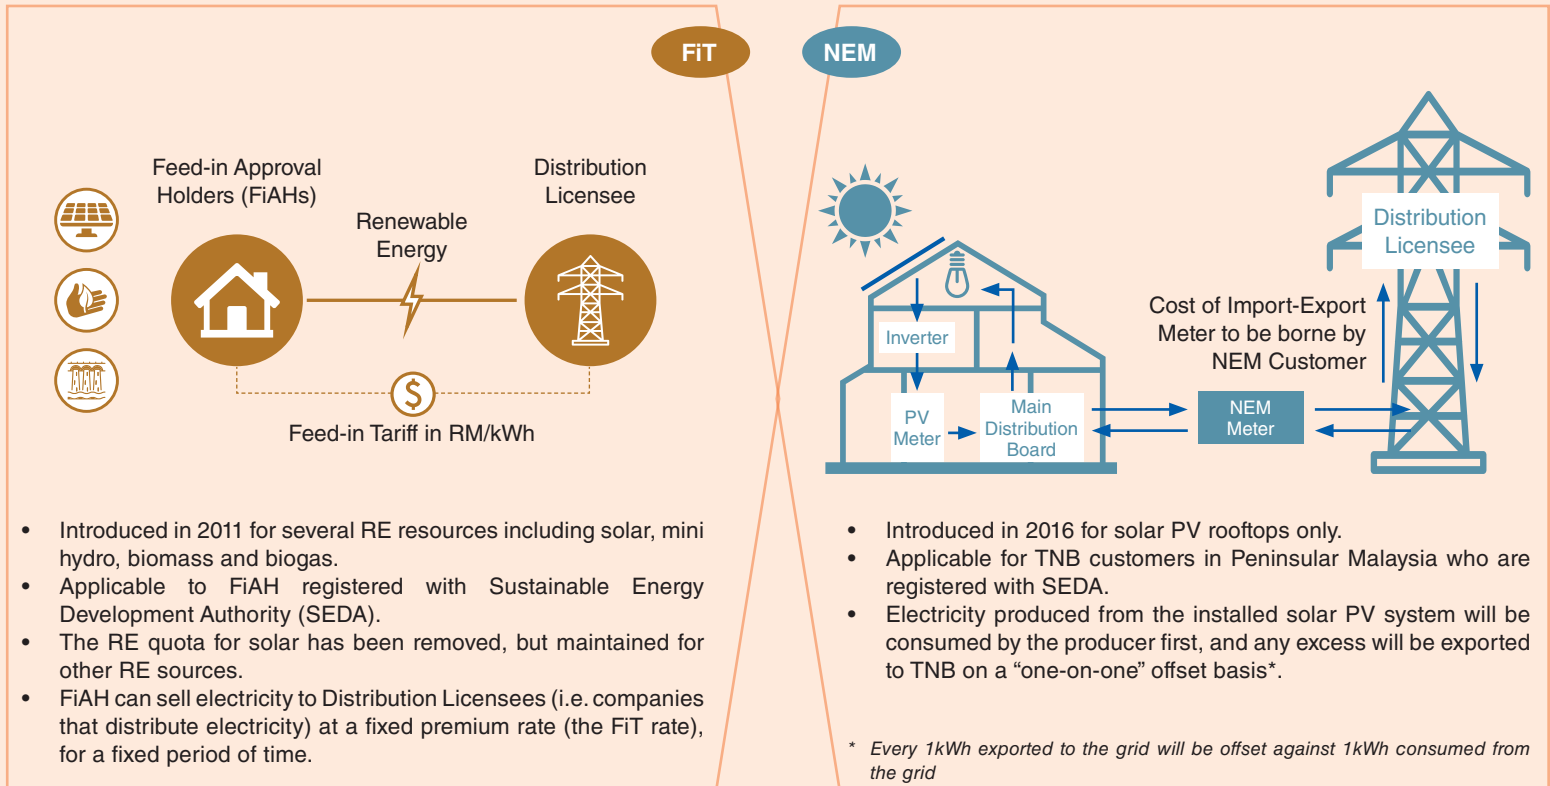 FiT
Feed-in Approval
Holders (FiAHs)
Renewable
Energy
Distribution
Licensee
$
Feed-in Tariff in RM/kWh
• Introduced in 2011 for several RE resources including solar, mini
hydro, biomass and biogas.
• Applicable to FiAH registered with Sustainable Energy
Development Authority (SEDA).
• The RE quota for solar has been removed, but maintained for
other RE sources.
• FiAH can sell electricity to Distribution Licensees (i.e. companies
that distribute electricity) at a fixed premium rate (the FiT rate),
for a fixed period of time.
NEM
Distribution
Licensee
Cost of Import-Export
Meter to be borne by
NEM Customer
Inverter
PV
Meter
Main
Distribution
Board
NEM
Meter
• Introduced in 2016 for solar PV rooftops only.
• Applicable for TNB customers in Peninsular Malaysia who are
registered with SEDA.
• Electricity produced from the installed solar PV system will be
consumed by the producer first, and any excess will be exported
to TNB on a “one-on-one” offset basis*.
* Every 1kWh exported to the grid will be offset against 1kWh consumed from
the grid